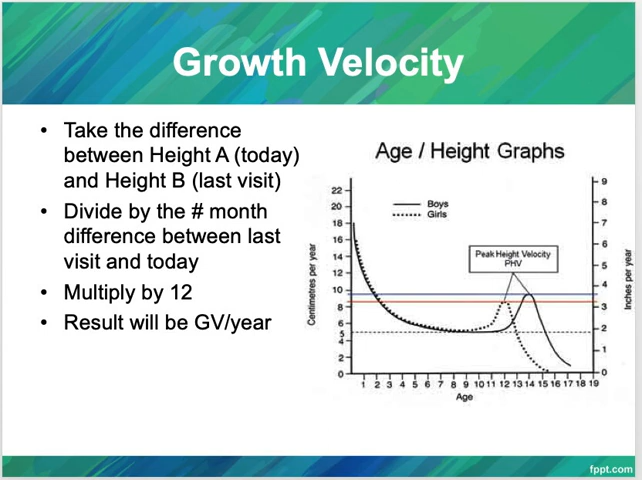 Growth Velocity
• Take the difference
between Height A (today)
and Height B (last visit)
• Divide by the # month
difference between last
visit and today
• Multiply by 12
• Result will be GV/year
Age / Height Graphs
Boys
Girls
Peak Height Velocity
PHV
Centimetres per year
22
20
18
16
14
12
10
8
6
5
4
2
0
Inches per year
9
8
7
6
5
4
3
2
1
0
1 2 3 4 5 6 7 8 9 10 11 12 13 14 15 16 17 18 19
Age
fppt.com